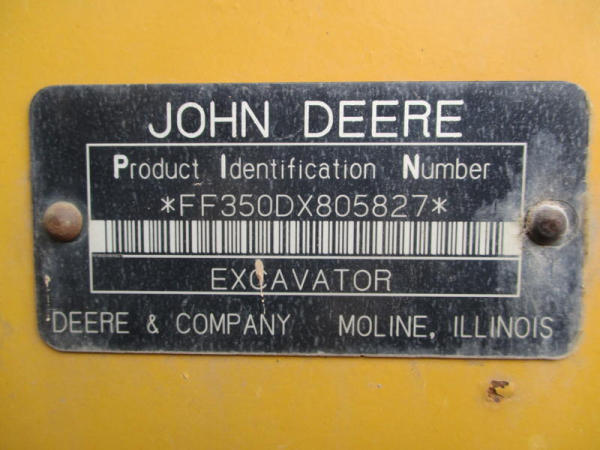 JOHN DEERE
Product Identification Number
*FF350DX805827*
EXCAVATOR
DEERE & COMPANY MOLINE, ILLINOIS